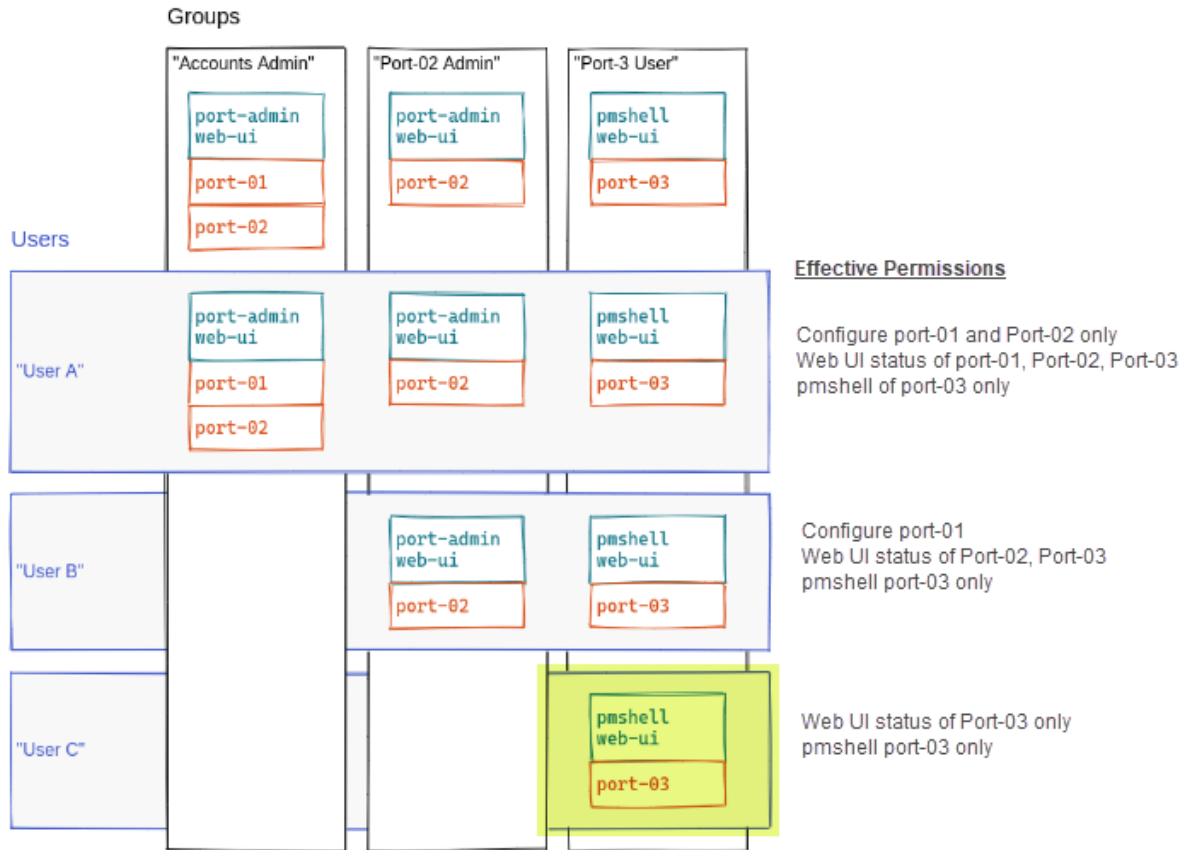 Groups
"Accounts Admin"
port-admin
web-ui
port-01
port-02
"Port-02 Admin"
port-admin
web-ui
port-02
"Port-3 User"
pmshell
web-ui
port-03
Users
Effective Permissions
"User A"
port-admin
web-ui
port-01
port-02
port-admin
web-ui
port-02
pmshell
web-ui
port-03
Configure port-01 and Port-02 only
Web UI status of port-01, Port-02, Port-03
pmshell of port-03 only
"User B"
port-admin
web-ui
port-02
pmshell
web-ui
port-03
Configure port-01
Web UI status of Port-02, Port-03
pmshell port-03 only
"User C"
pmshell
web-ui
port-03
Web UI status of Port-03 only
pmshell port-03 only